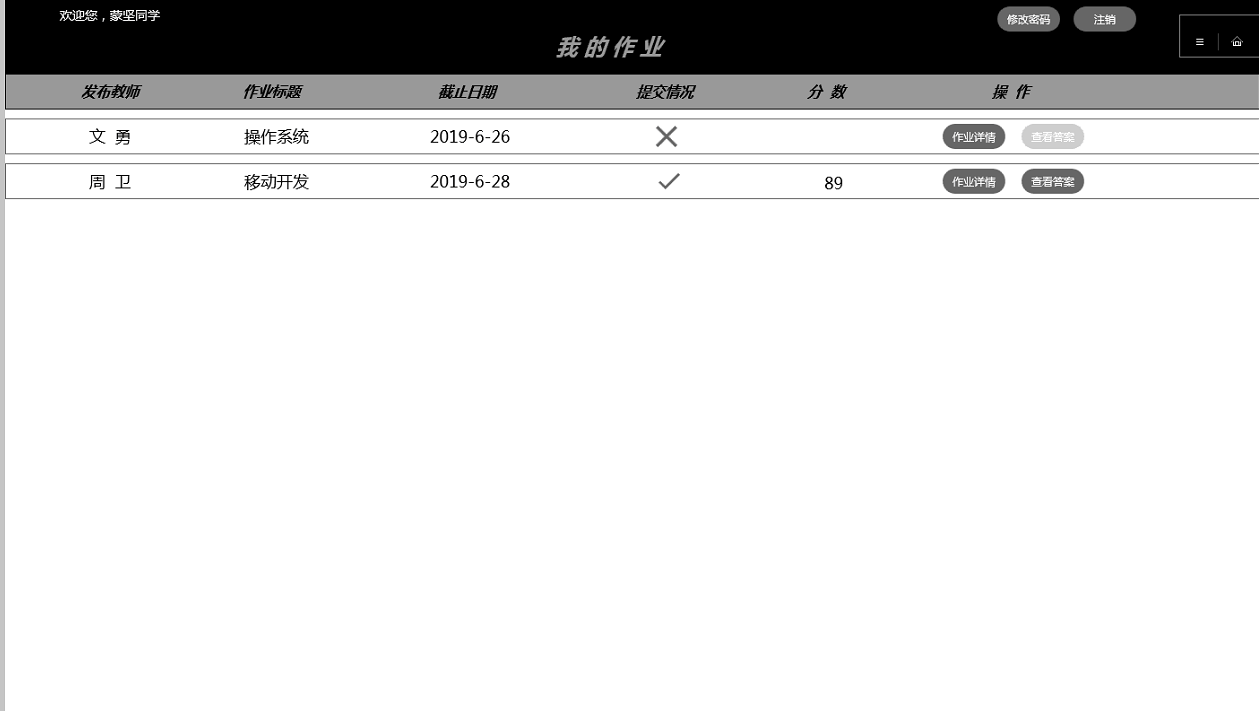 欢迎您，蒙坚同学
修改密码 注销
我的作业
发布教师 作业标题 截止日期 提交情况 分 数 操 作
文 勇 操作系统 2019-6-26 作业详情 查看答案
周 卫 移动开发 2019-6-28 89 作业详情 查看答案